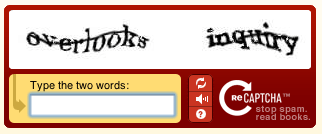 overlooks inquiry
Type the two words:
ReCAPTCHA™
stop spam.
read books.